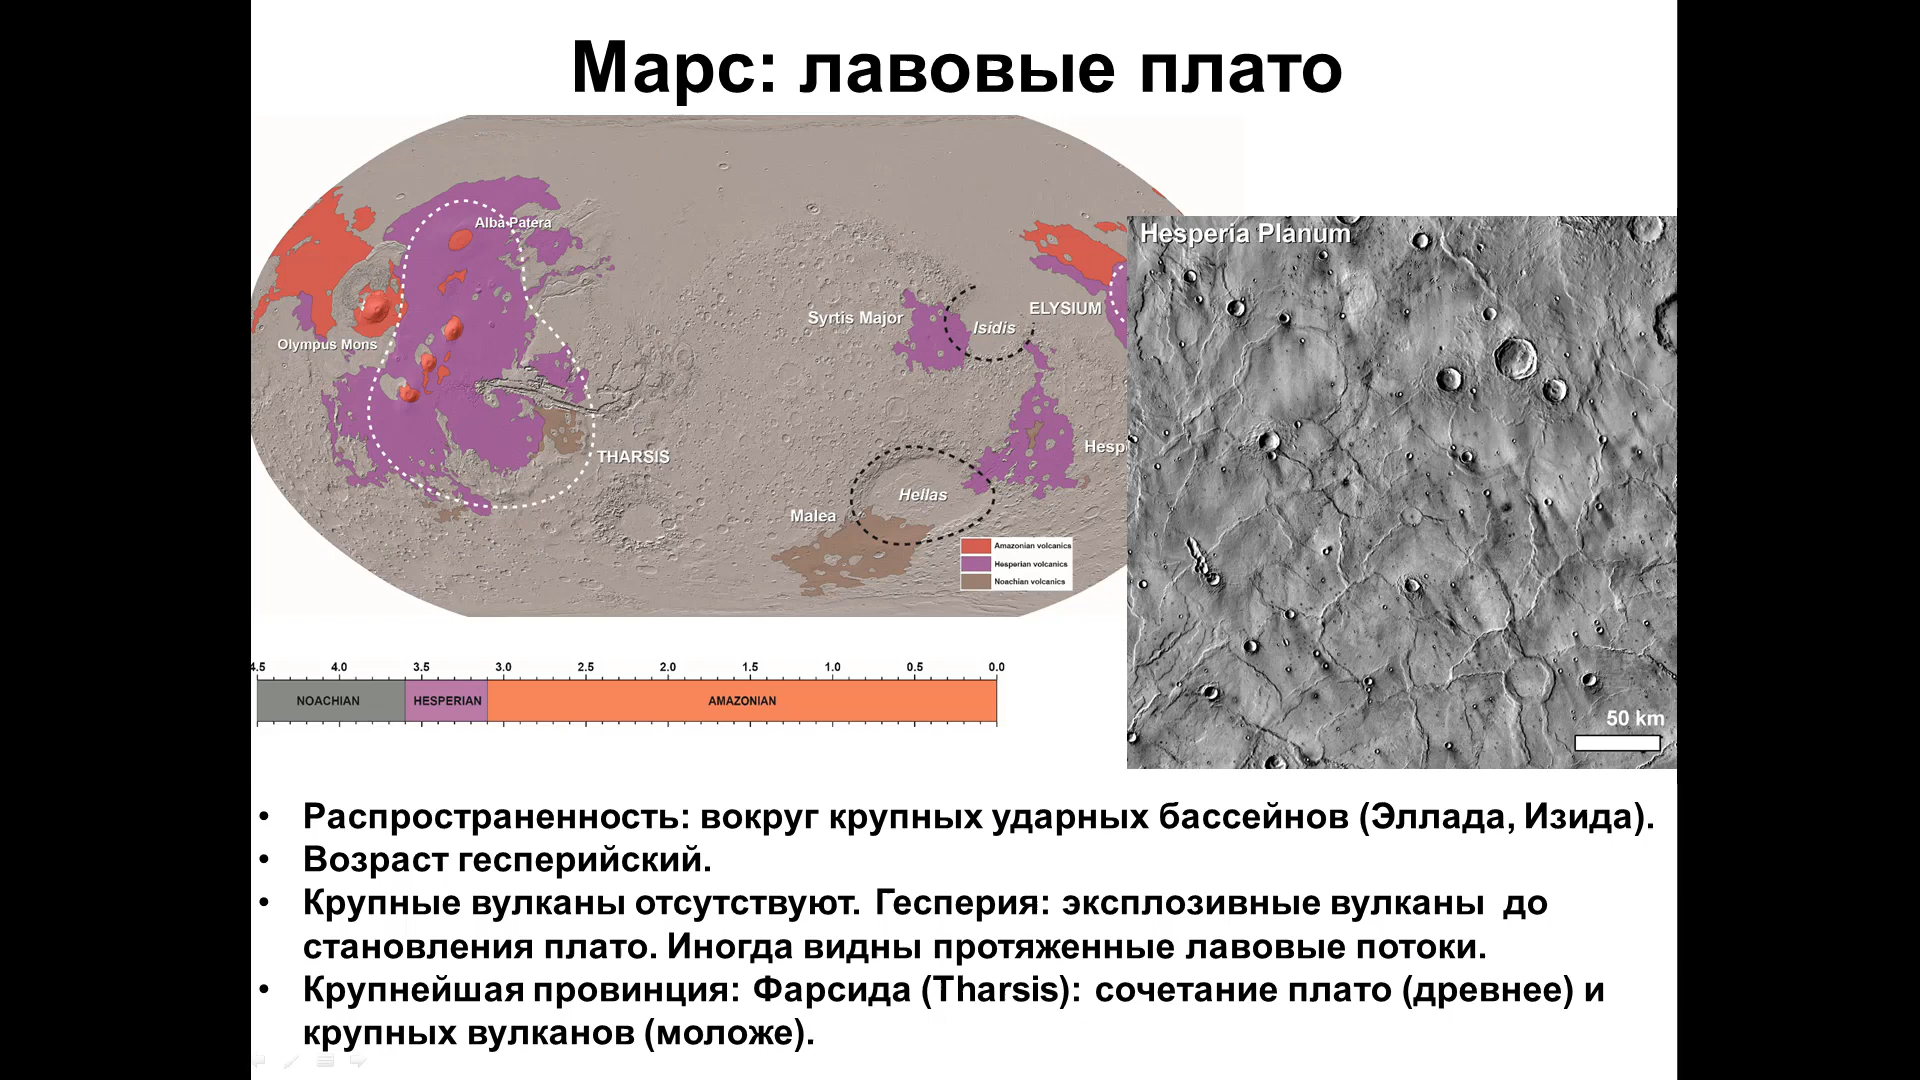 Марс: лавовые плато
Alba Patera
Olympus Mons
THARSIS
Syrtis Major
Isidis
ELYSIUM
Hesp
Hellas
Malea
Amazonian volcanics
Hesperian volcanics
Noachian volcanics
Hesperia Planum
50 km
4.5 4.0 3.5 3.0 2.5 2.0 1.5 1.0 0.5 0.0
NOACHIAN HESPERIAN AMAZONIAN
• Распространенность: вокруг крупных ударных бассейнов (Эллада, Изида).
• Возраст гесперийский.
• Крупные вулканы отсутствуют. Гесперия: эксплозивные вулканы до
становления плато. Иногда видны протяженные лавовые потоки.
• Крупнейшая провинция: Фарсида (Tharsis): сочетание плато (древнее) и
крупных вулканов (моложе).